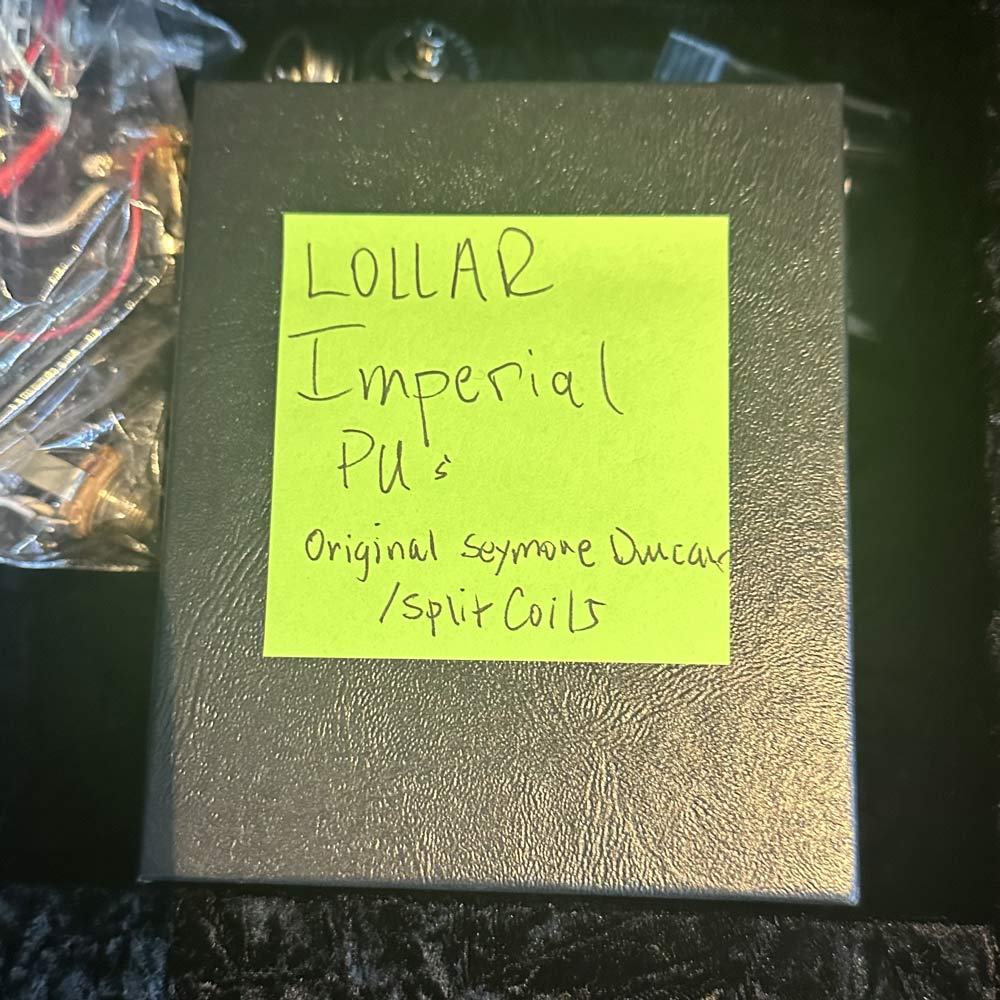 LOLLAR
Imperial
PU's
Original Seymore Duncan
/Split Coils